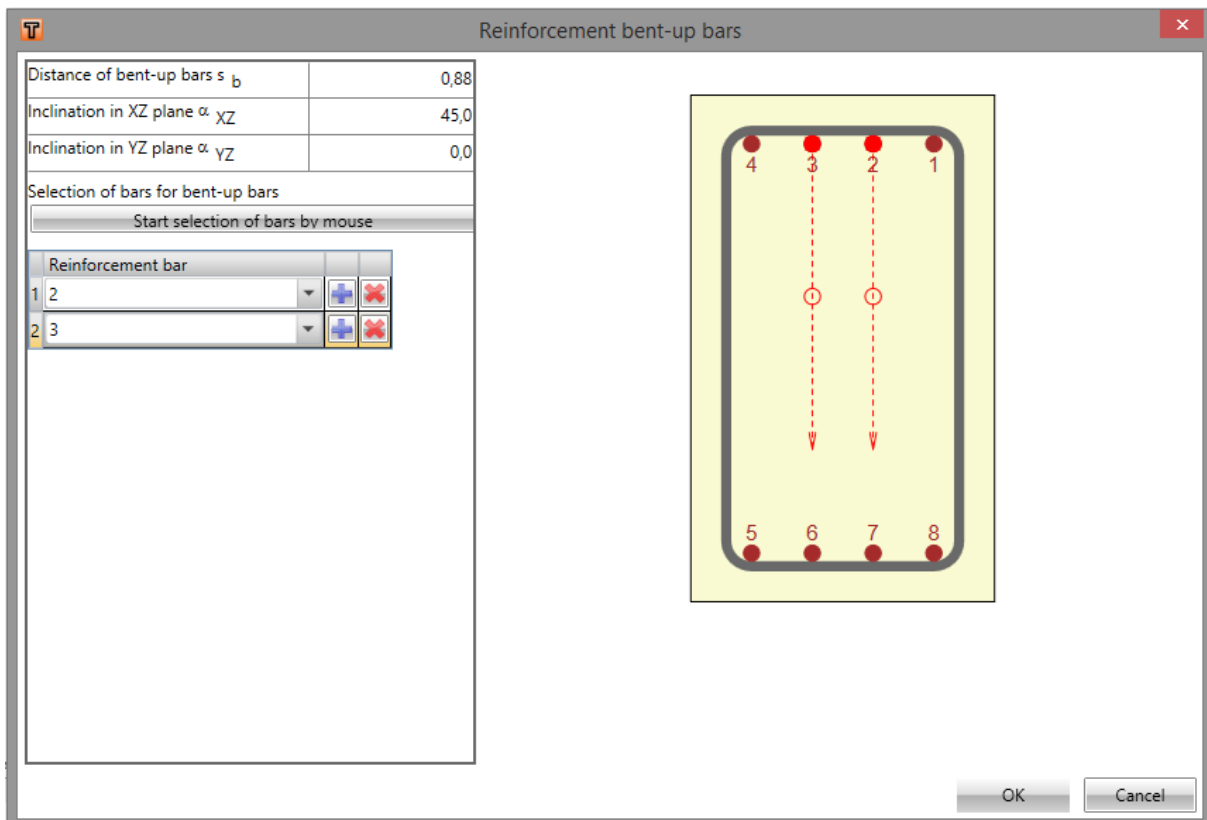 T Reinforcement bent-up bars ×
Distance of bent-up bars s b 0,88
Inclination in XZ plane α XZ 45,0
Inclination in YZ plane α YZ 0,0
Selection of bars for bent-up bars
Start selection of bars by mouse
Reinforcement bar
1 2
2 3
4 3 2 1
5 6 7 8
OK Cancel